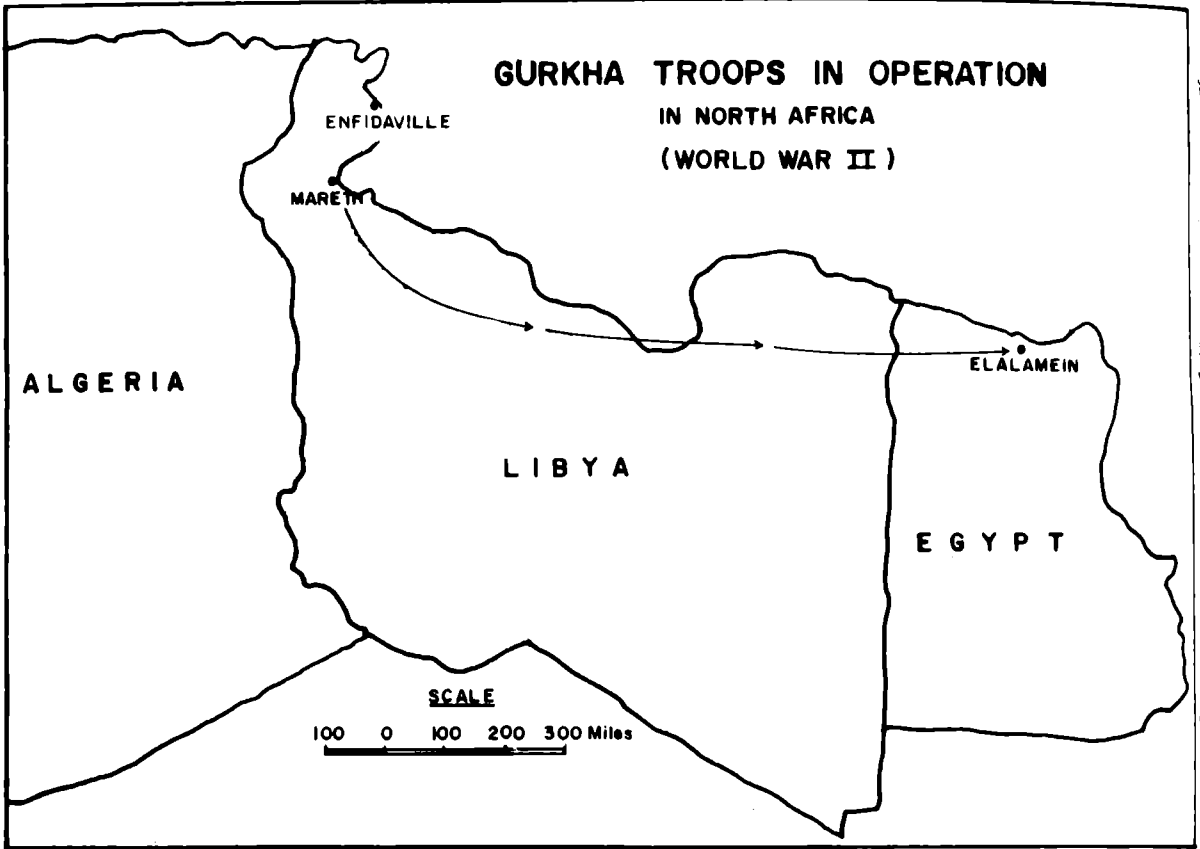 GURKHA TROOPS IN OPERATION
IN NORTH AFRICA
(WORLD WAR II)
ENFIDAVILLE
MARETH
ELALAMEIN
ALGERIA
LIBYA
EGYPT
SCALE
100 0 100 200 300 Miles